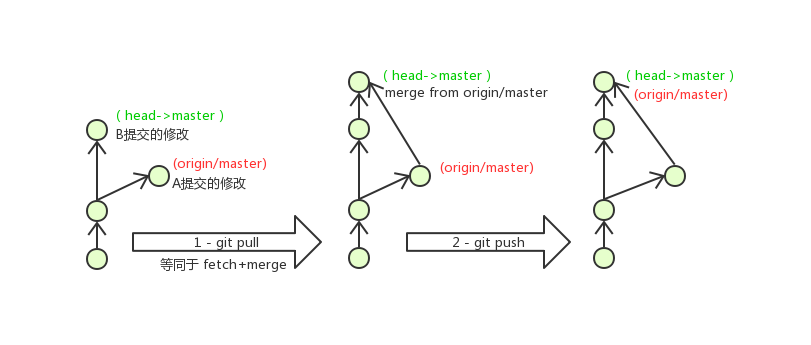 ( head->master )
B提交的修改
(origin/master)
A提交的修改
1 - git pull
等同于 fetch+merge
( head->master )
merge from origin/master
(origin/master)
2 - git push
( head->master )
(origin/master)